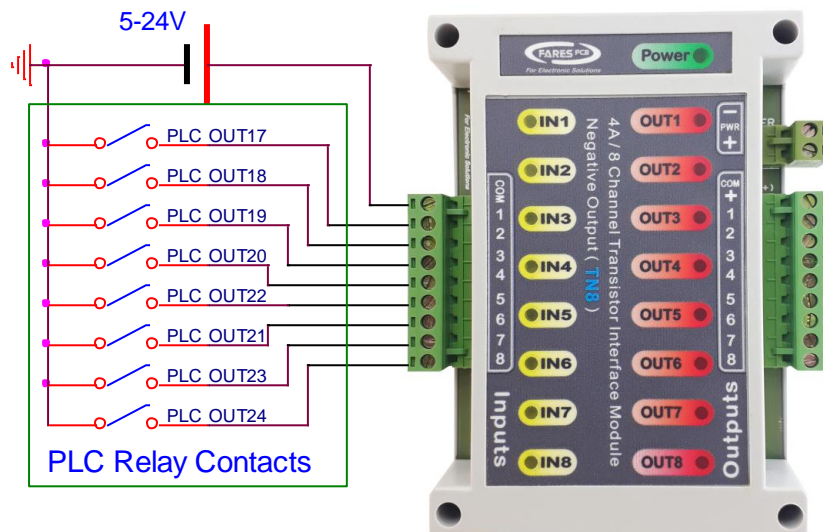 5-24V
PLC OUT17
PLC OUT18
PLC OUT19
PLC OUT20
PLC OUT22
PLC OUT21
PLC OUT23
PLC OUT24
PLC Relay Contacts
FARES PCB
For Electronic Solutions
Power
IN1
IN2
IN3
IN4
IN5
IN6
IN7
IN8
COM
1
2
3
4
5
6
7
8
Inputs
4A / 8 Channel Transistor Interface Module
Negative Output ( TN8 )
OUT1
OUT2
OUT3
OUT4
OUT5
OUT6
OUT7
OUT8
− PWR +
COM
+
1
2
3
4
5
6
7
8
Outputs
For Electronic Solutions
(+)